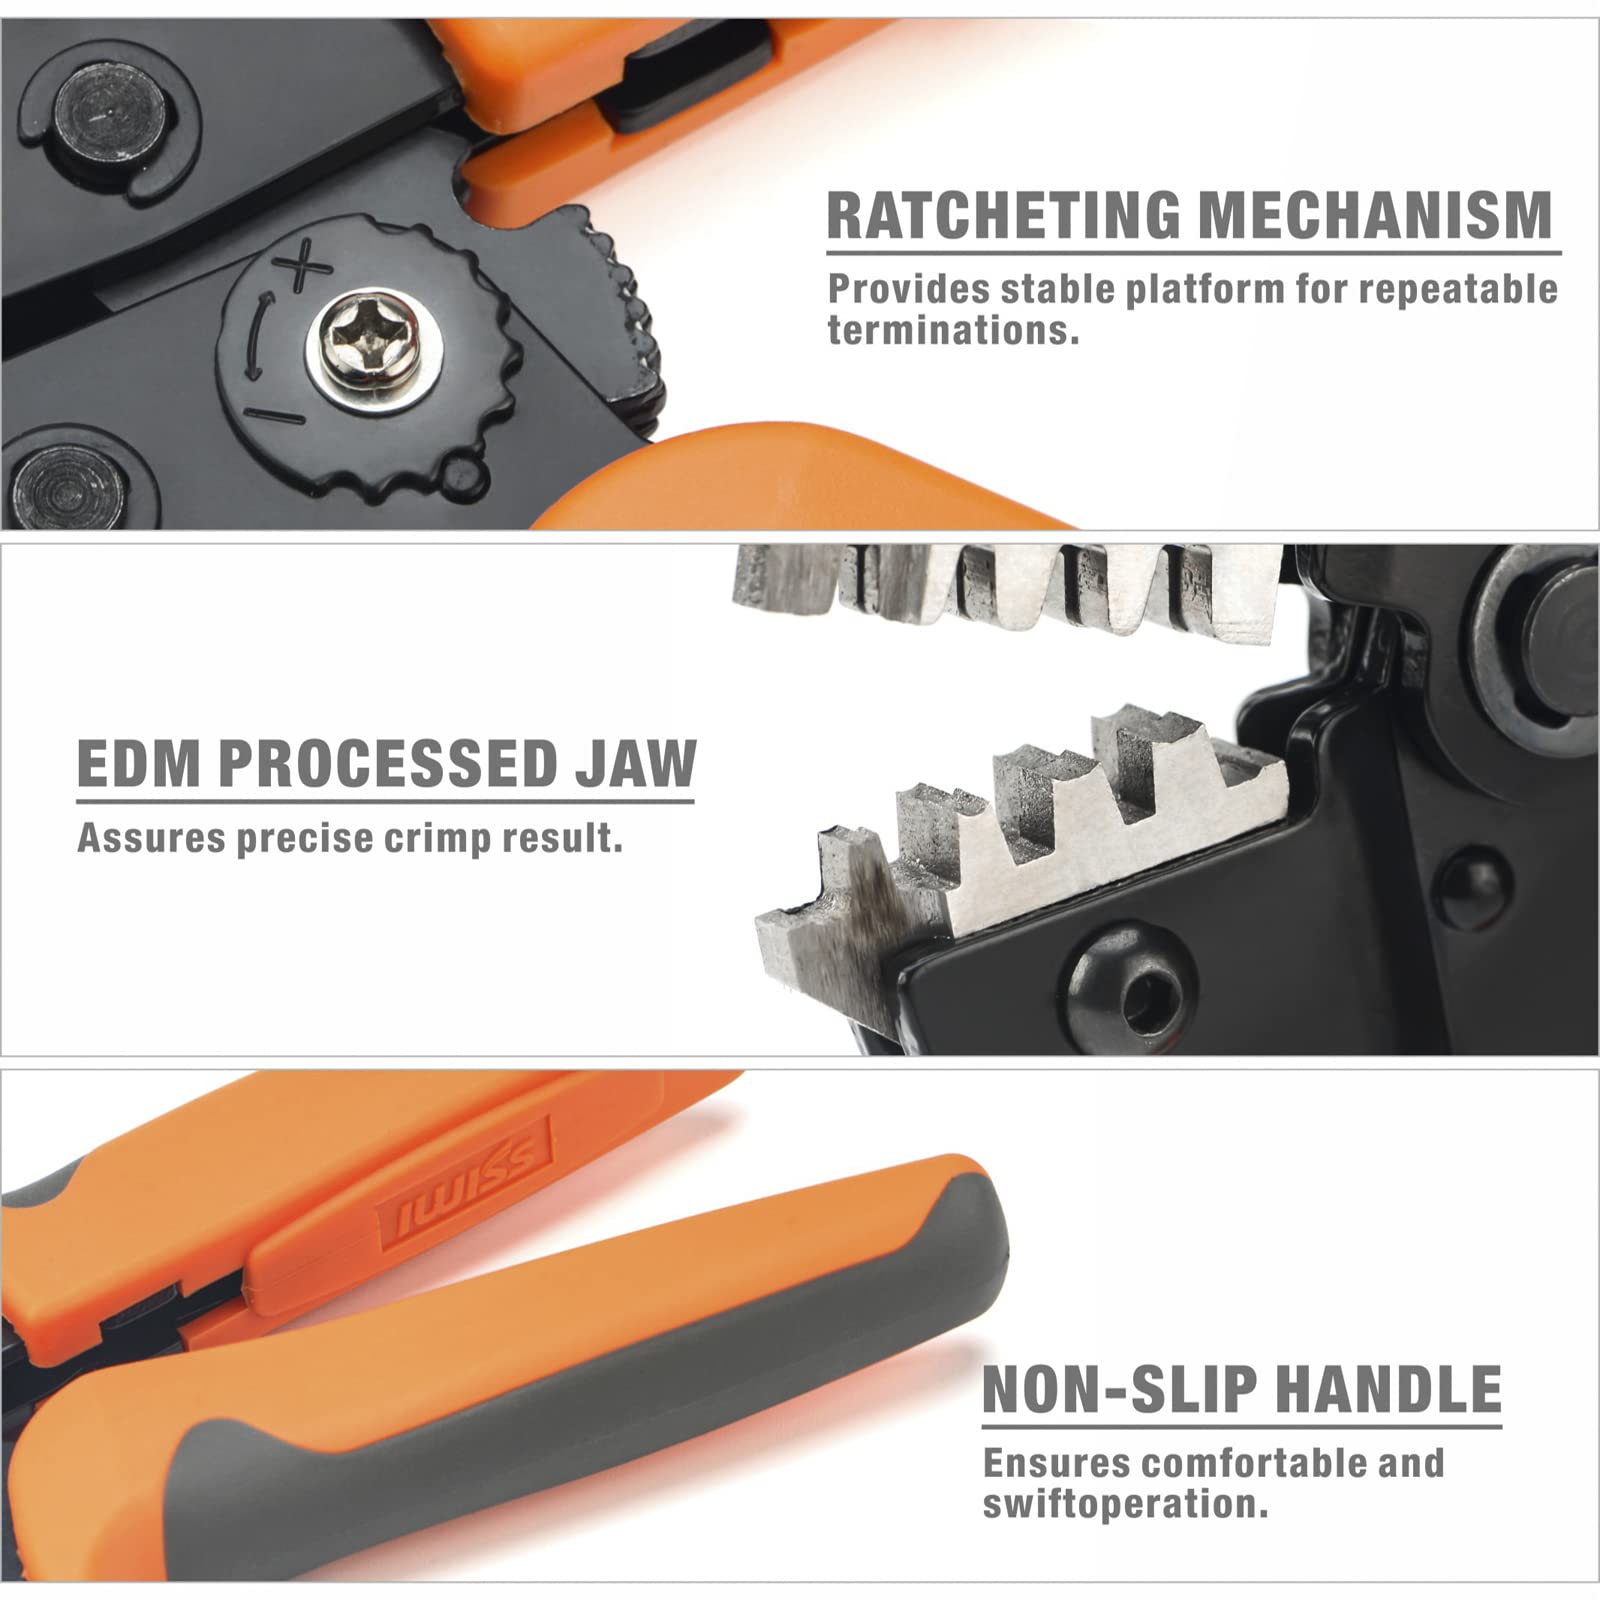 RATCHETING MECHANISM
Provides stable platform for repeatable
terminations.
+
−
EDM PROCESSED JAW
Assures precise crimp result.
IWISS
NON-SLIP HANDLE
Ensures comfortable and
swiftoperation.